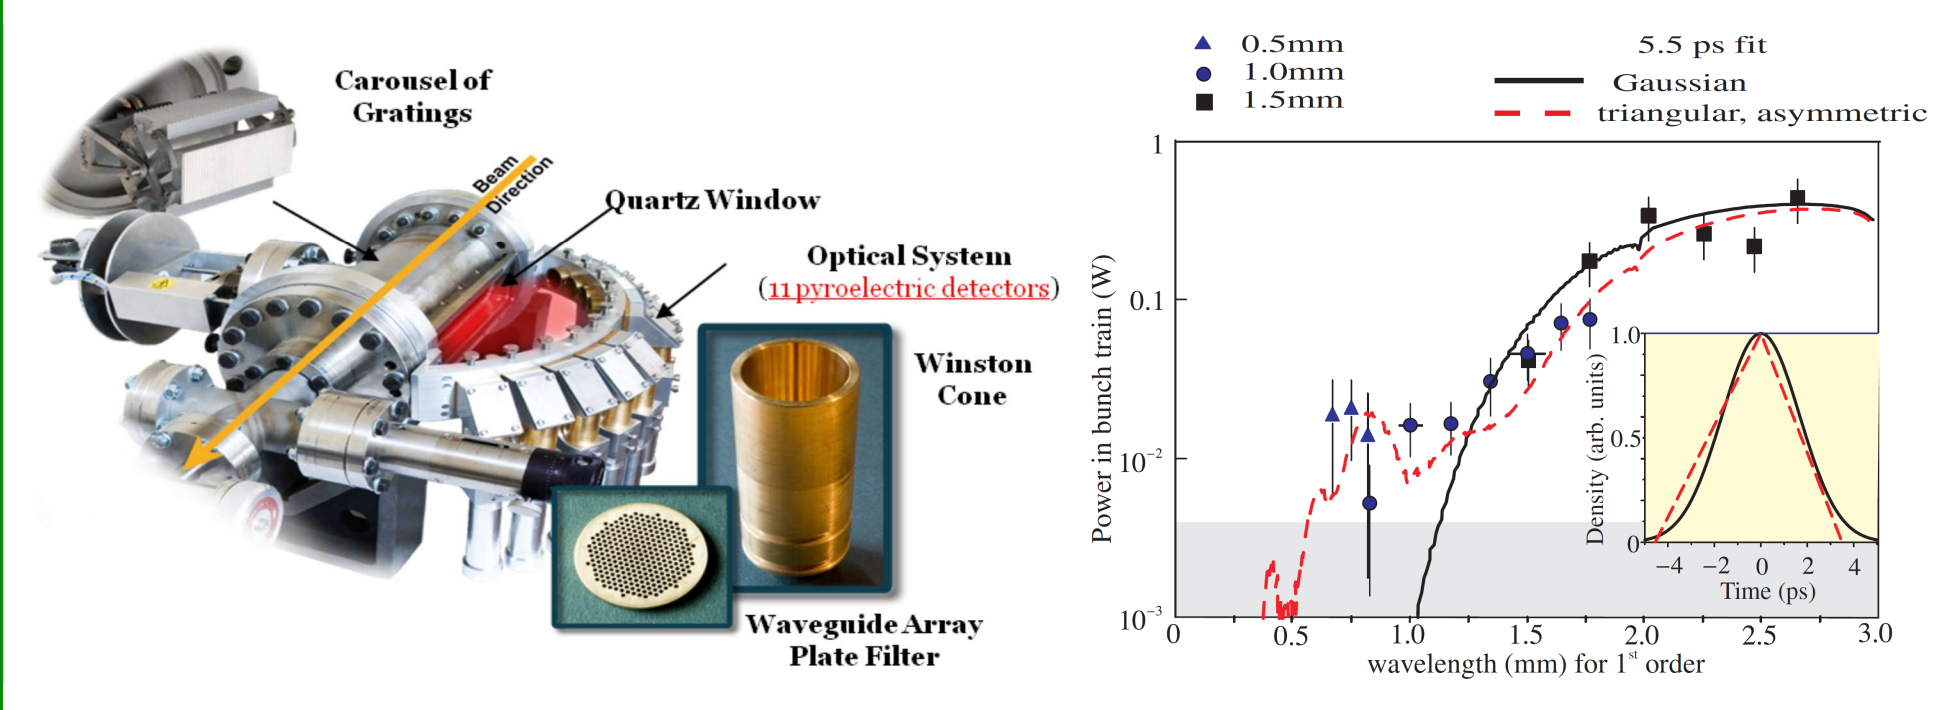 Carousel of
Gratings
Beam
Direction
Quartz Window
Optical System
(11 pyroelectric detectors)
Winston
Cone
Waveguide Array
Plate Filter
0.5mm
1.0mm
1.5mm
5.5 ps fit
Gaussian
triangular, asymmetric
Power in bunch train (W)
1
0.1
10⁻²
10⁻³
0
0.5
1.0
1.5
2.0
2.5
3.0
wavelength (mm) for 1ˢᵗ order
Density (arb. units)
1.0
0.5
0
−4
−2
0
2
4
Time (ps)